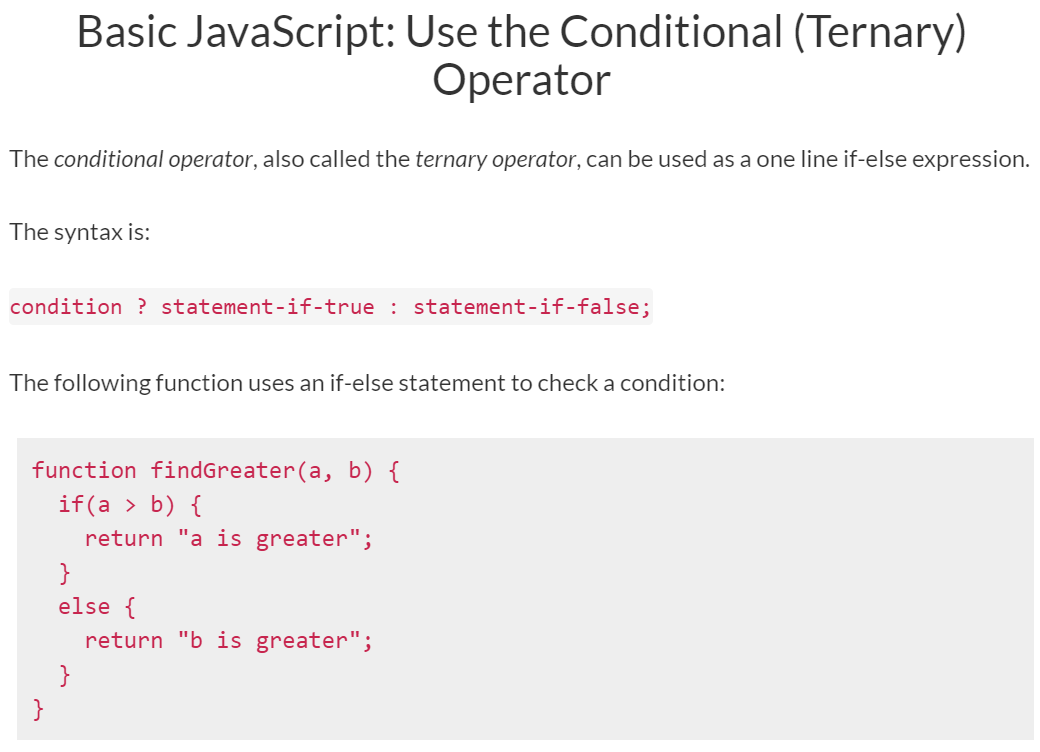 Basic JavaScript: Use the Conditional (Ternary)
Operator
The conditional operator, also called the ternary operator, can be used as a one line if-else expression.
The syntax is:
condition ? statement-if-true : statement-if-false;
The following function uses an if-else statement to check a condition:
function findGreater(a, b) {
  if(a > b) {
    return "a is greater";
  }
  else {
    return "b is greater";
  }
}